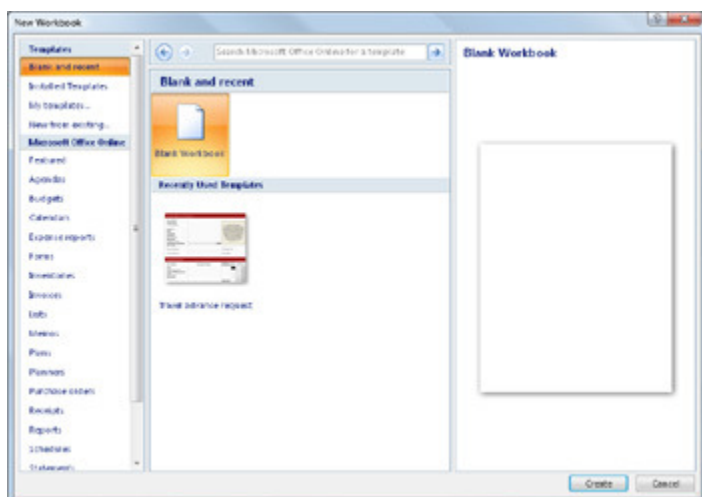 New Workbook
Templates
Blank and recent
Installed Templates
My templates...
New from existing...
Microsoft Office Online
Featured
Agendas
Budgets
Calendars
Expense reports
Forms
Inventories
Invoices
Lists
Memos
Plans
Planners
Purchase orders
Receipts
Reports
Schedules
Statements
Search Microsoft Office Online for a template
Blank and recent
Blank Workbook
Recently Used Templates
Travel advance request
Blank Workbook
Create
Cancel